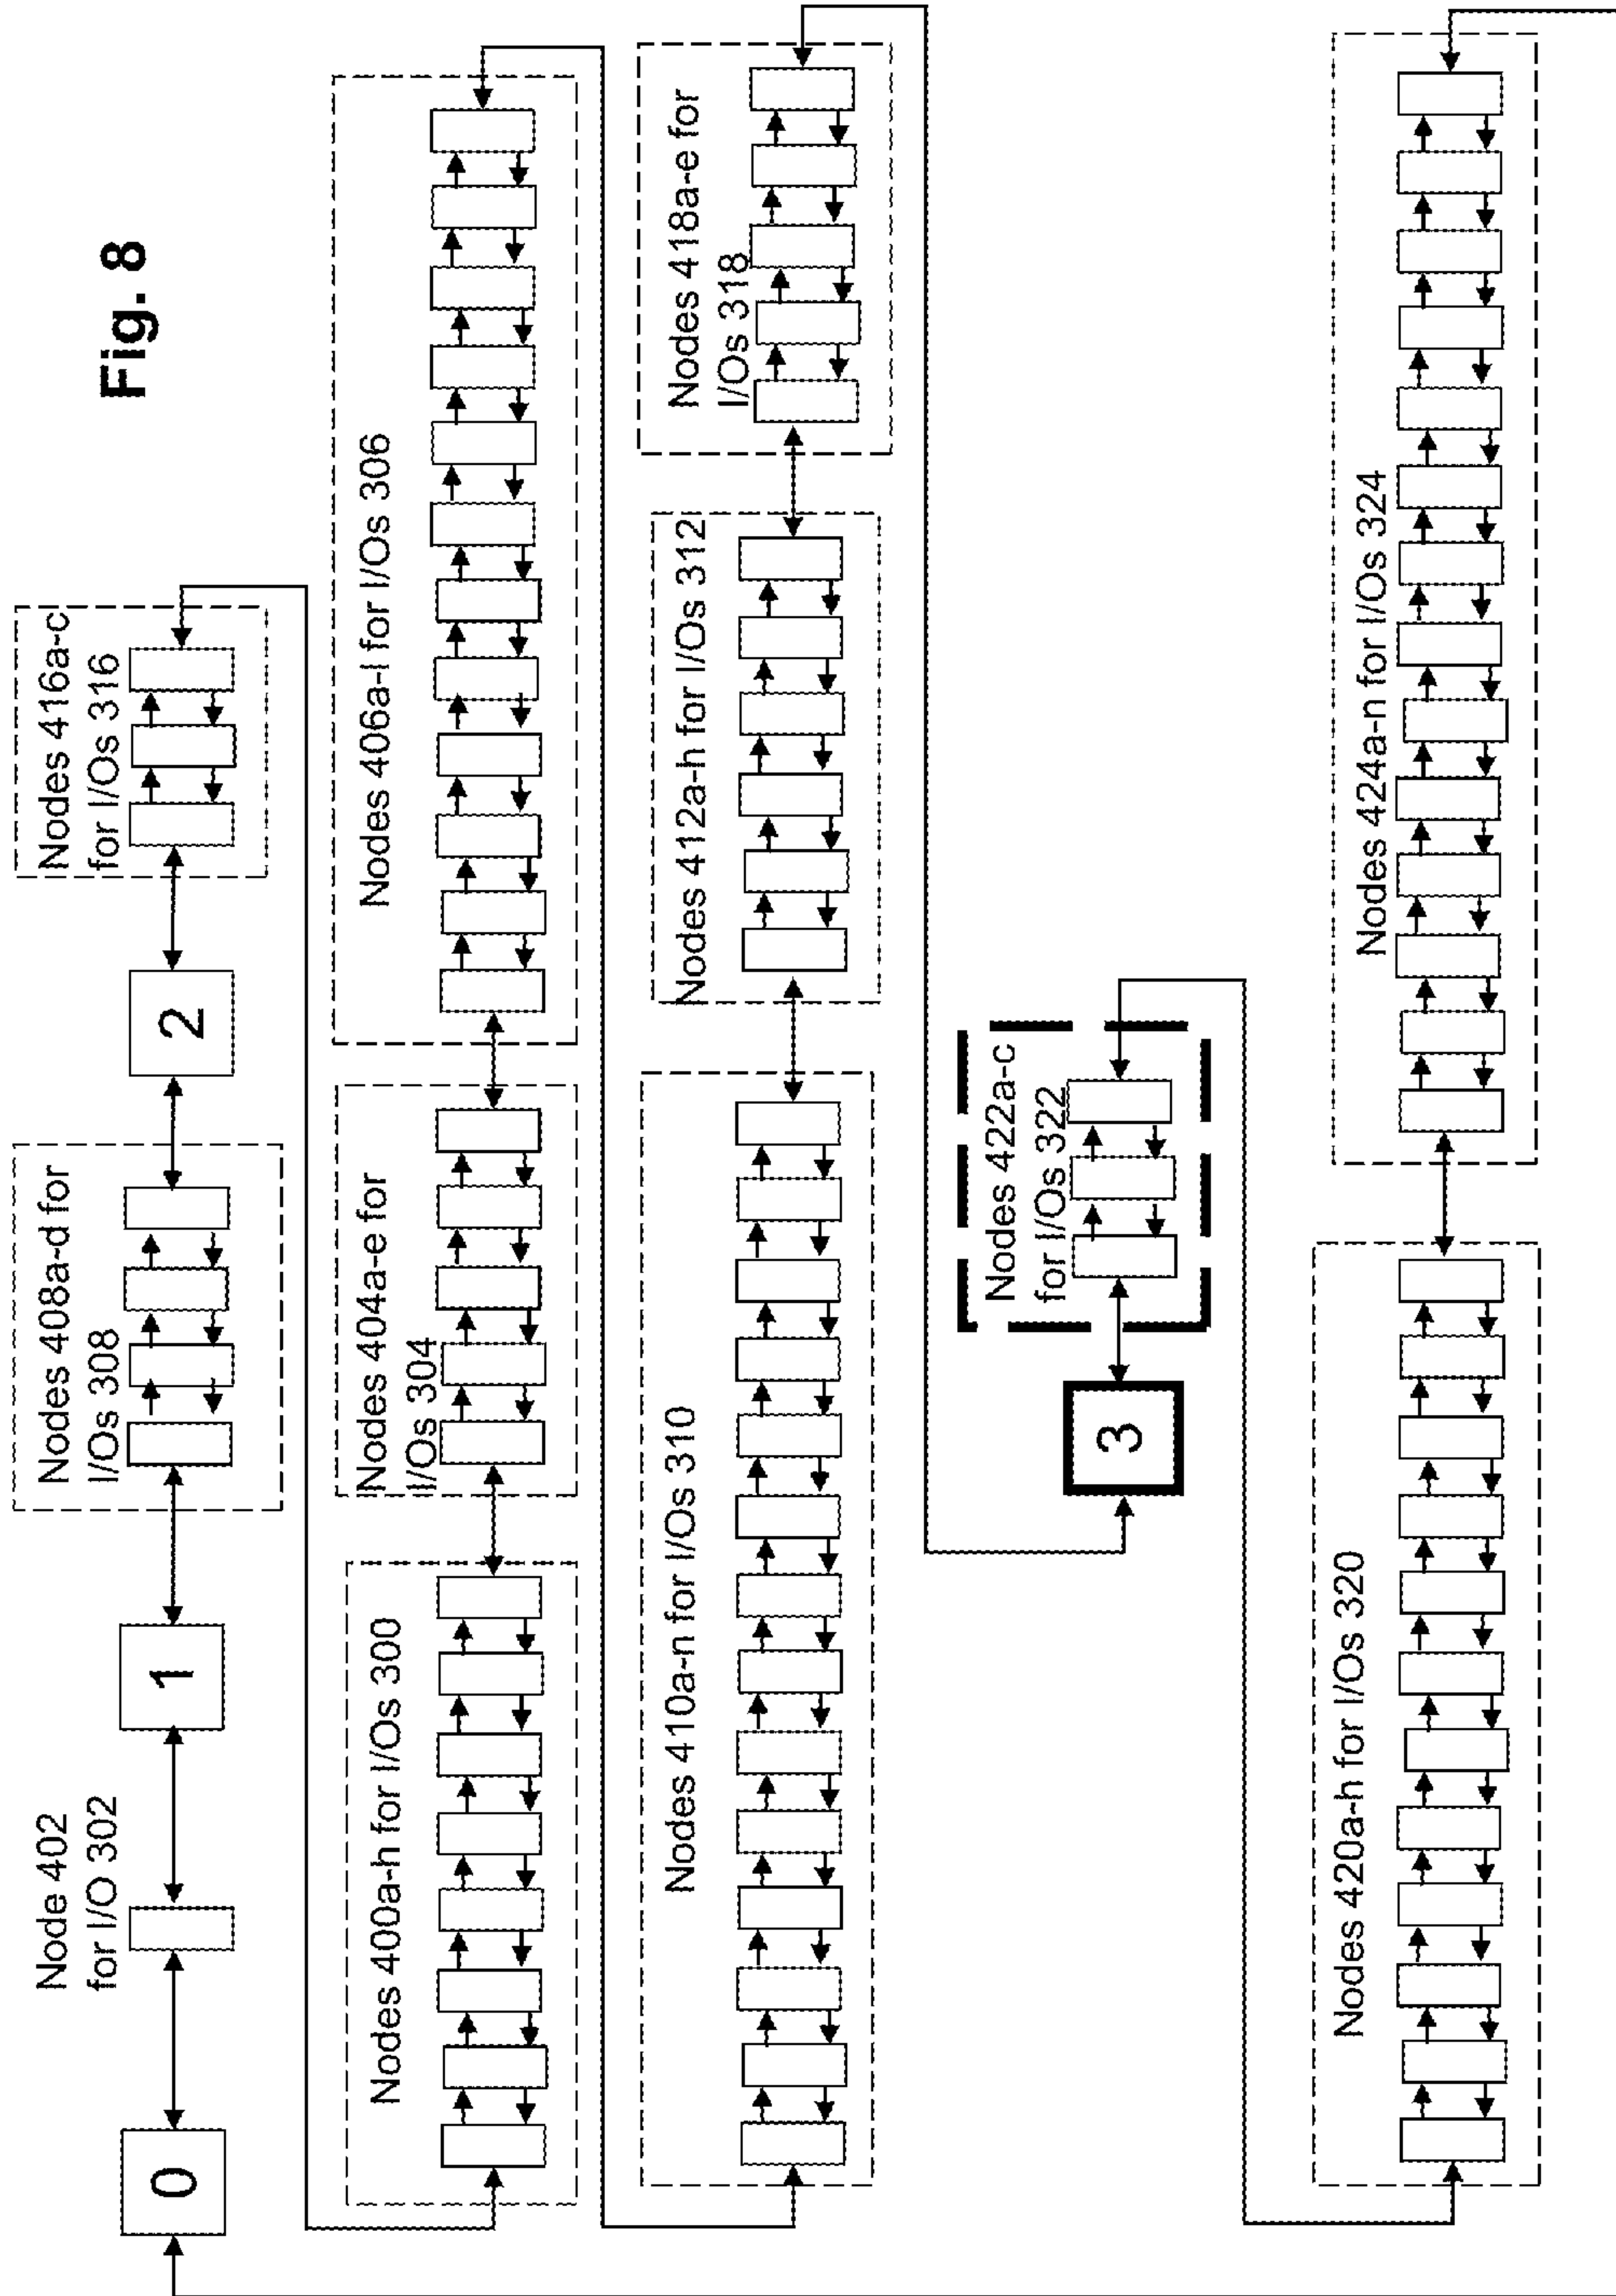 Fig. 8
0
Node 402
for I/O 302
1
Nodes 408a-d for
I/Os 308
2
Nodes 416a-c
for I/Os 316
Nodes 400a-h for I/Os 300
Nodes 404a-e for
I/Os 304
Nodes 406a-l for I/Os 306
Nodes 410a-n for I/Os 310
Nodes 412a-h for I/Os 312
Nodes 418a-e for
I/Os 318
3
Nodes 422a-c
for I/Os 322
Nodes 420a-h for I/Os 320
Nodes 424a-n for I/Os 324